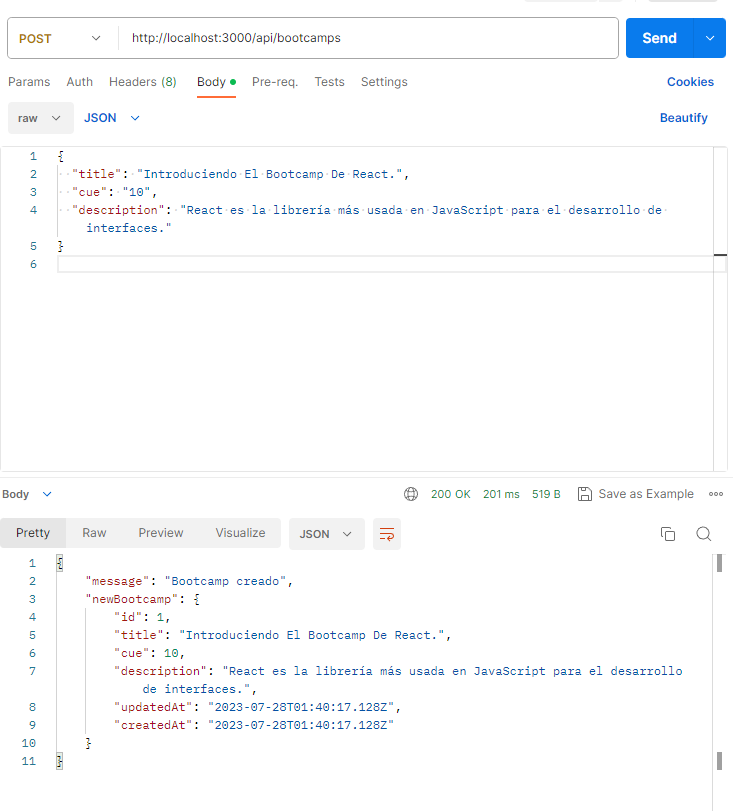 POST http://localhost:3000/api/bootcamps Send
Params Auth Headers (8) Body Pre-req. Tests Settings Cookies
raw JSON Beautify
1 {
2 "title": "Introduciendo El Bootcamp De React.",
3 "cue": "10",
4 "description": "React es la librería más usada en JavaScript para el desarrollo de
interfaces."
5 }
6
Body 200 OK 201 ms 519 B Save as Example
Pretty Raw Preview Visualize JSON
1 {
2 "message": "Bootcamp creado",
3 "newBootcamp": {
4 "id": 1,
5 "title": "Introduciendo El Bootcamp De React.",
6 "cue": 10,
7 "description": "React es la librería más usada en JavaScript para el desarrollo
de interfaces.",
8 "updatedAt": "2023-07-28T01:40:17.128Z",
9 "createdAt": "2023-07-28T01:40:17.128Z"
10 }
11 }